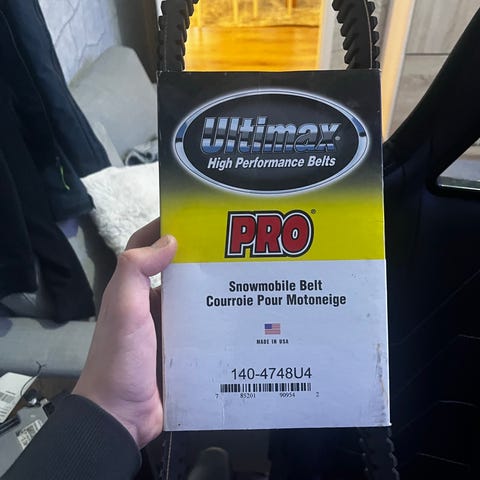 Ultimax®
High Performance Belts
PRO®
Snowmobile Belt
Courroie Pour Motoneige
MADE IN USA
140-4748U4
7 85201 90954 2